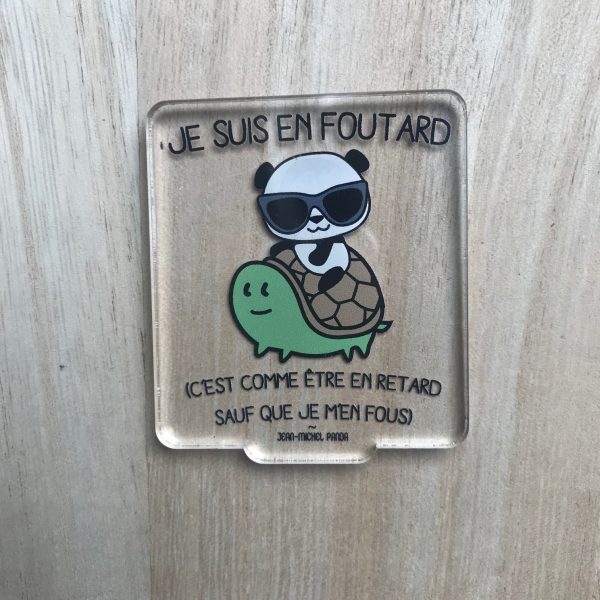 JE SUIS EN FOUTARD
(C'EST COMME ÊTRE EN RETARD
SAUF QUE JE M'EN FOUS)
~
JEAN-MICHEL PANDA